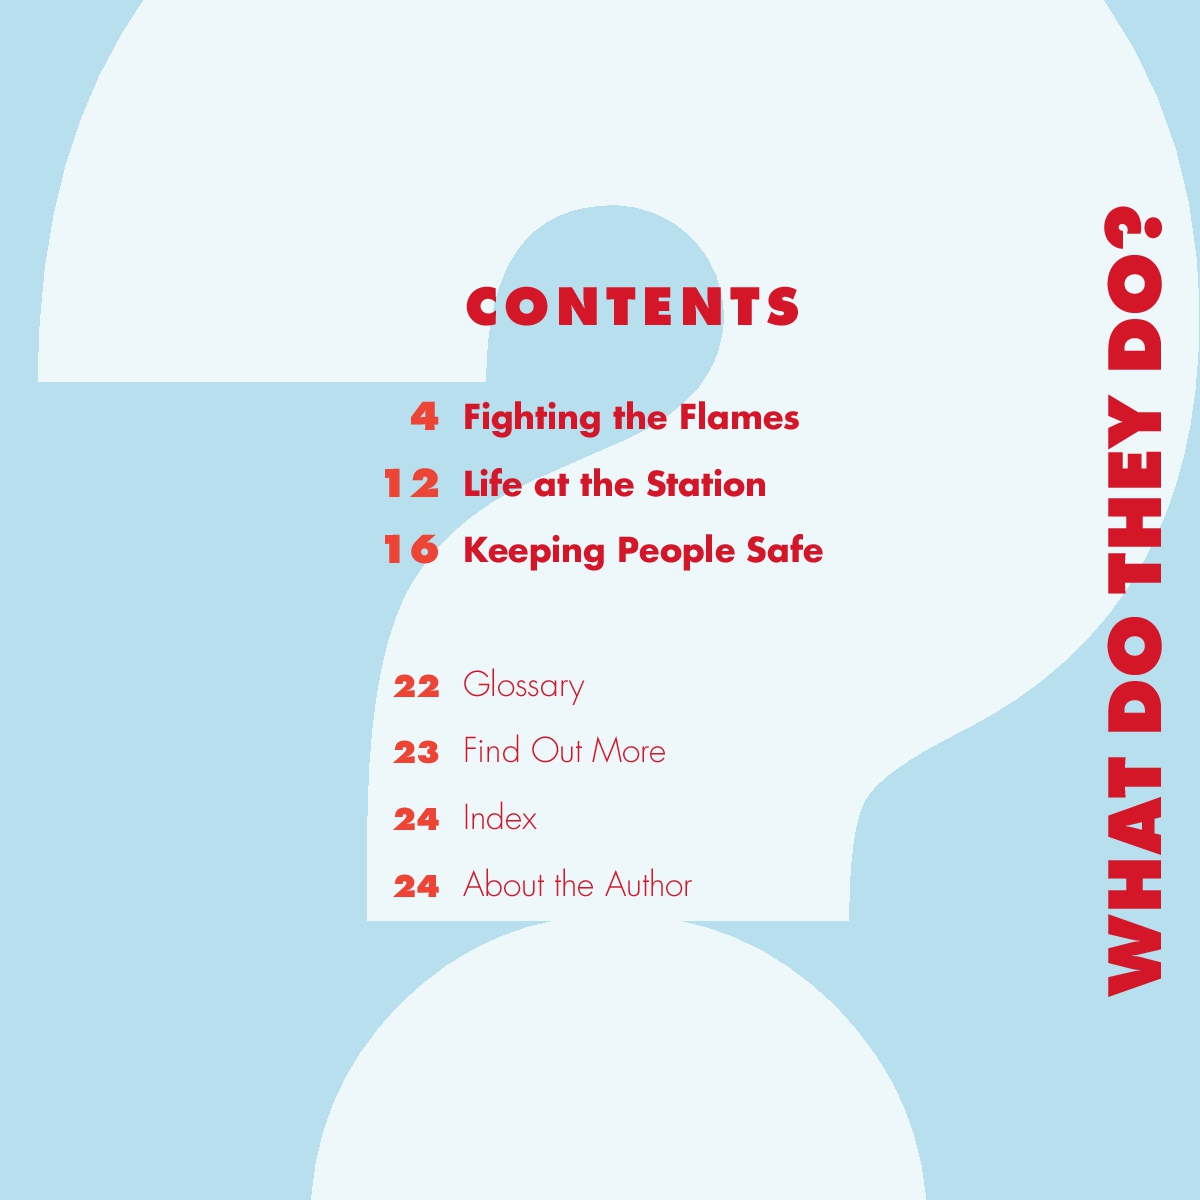 CONTENTS
4 Fighting the Flames
12 Life at the Station
16 Keeping People Safe
22 Glossary
23 Find Out More
24 Index
24 About the Author
WHAT DO THEY DO?